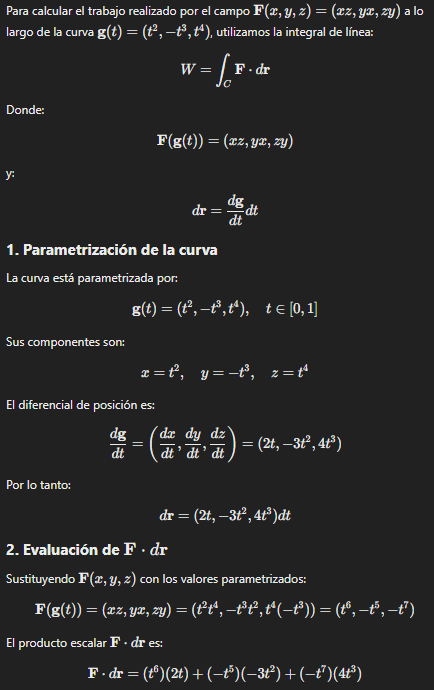 Para calcular el trabajo realizado por el campo F(x, y, z) = (xz, yx, zy) a lo
largo de la curva g(t) = (t², −t³, t⁴), utilizamos la integral de línea:
W = ∫_C F · dr
Donde:
F(g(t)) = (xz, yx, zy)
y:
dr = dg/dt dt
1. Parametrización de la curva
La curva está parametrizada por:
g(t) = (t², −t³, t⁴), t ∈ [0, 1]
Sus componentes son:
x = t², y = −t³, z = t⁴
El diferencial de posición es:
dg/dt = (dx/dt, dy/dt, dz/dt) = (2t, −3t², 4t³)
Por lo tanto:
dr = (2t, −3t², 4t³)dt
2. Evaluación de F · dr
Sustituyendo F(x, y, z) con los valores parametrizados:
F(g(t)) = (xz, yx, zy) = (t²t⁴, −t³t², t⁴(−t³)) = (t⁶, −t⁵, −t⁷)
El producto escalar F · dr es:
F · dr = (t⁶)(2t) + (−t⁵)(−3t²) + (−t⁷)(4t³)